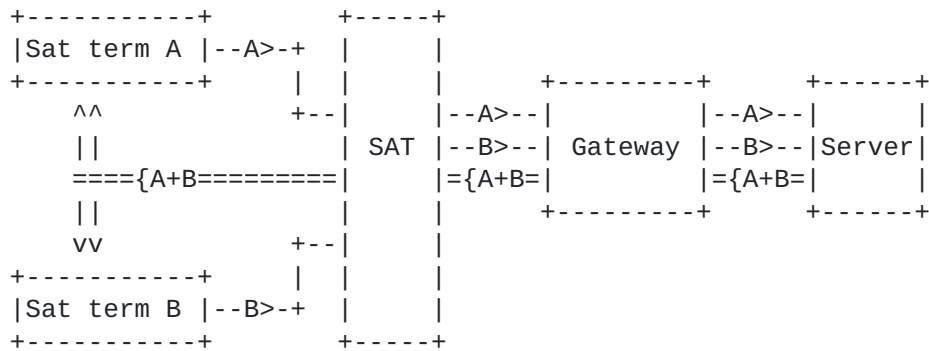 +-----------+        +-----+
|Sat term A |--A>-+  |     |
+-----------+     |  |     |      +---------+      +------+
    ^^            +--|     |--A>--|         |--A>--|      |
    ||               | SAT |--B>--| Gateway |--B>--|Server|
    ===={A+B=========|     |={A+B=|         |={A+B=|      |
    ||               |     |      +---------+      +------+
    vv            +--|     |
+-----------+     |  |     |
|Sat term B |--B>-+  |     |
+-----------+        +-----+